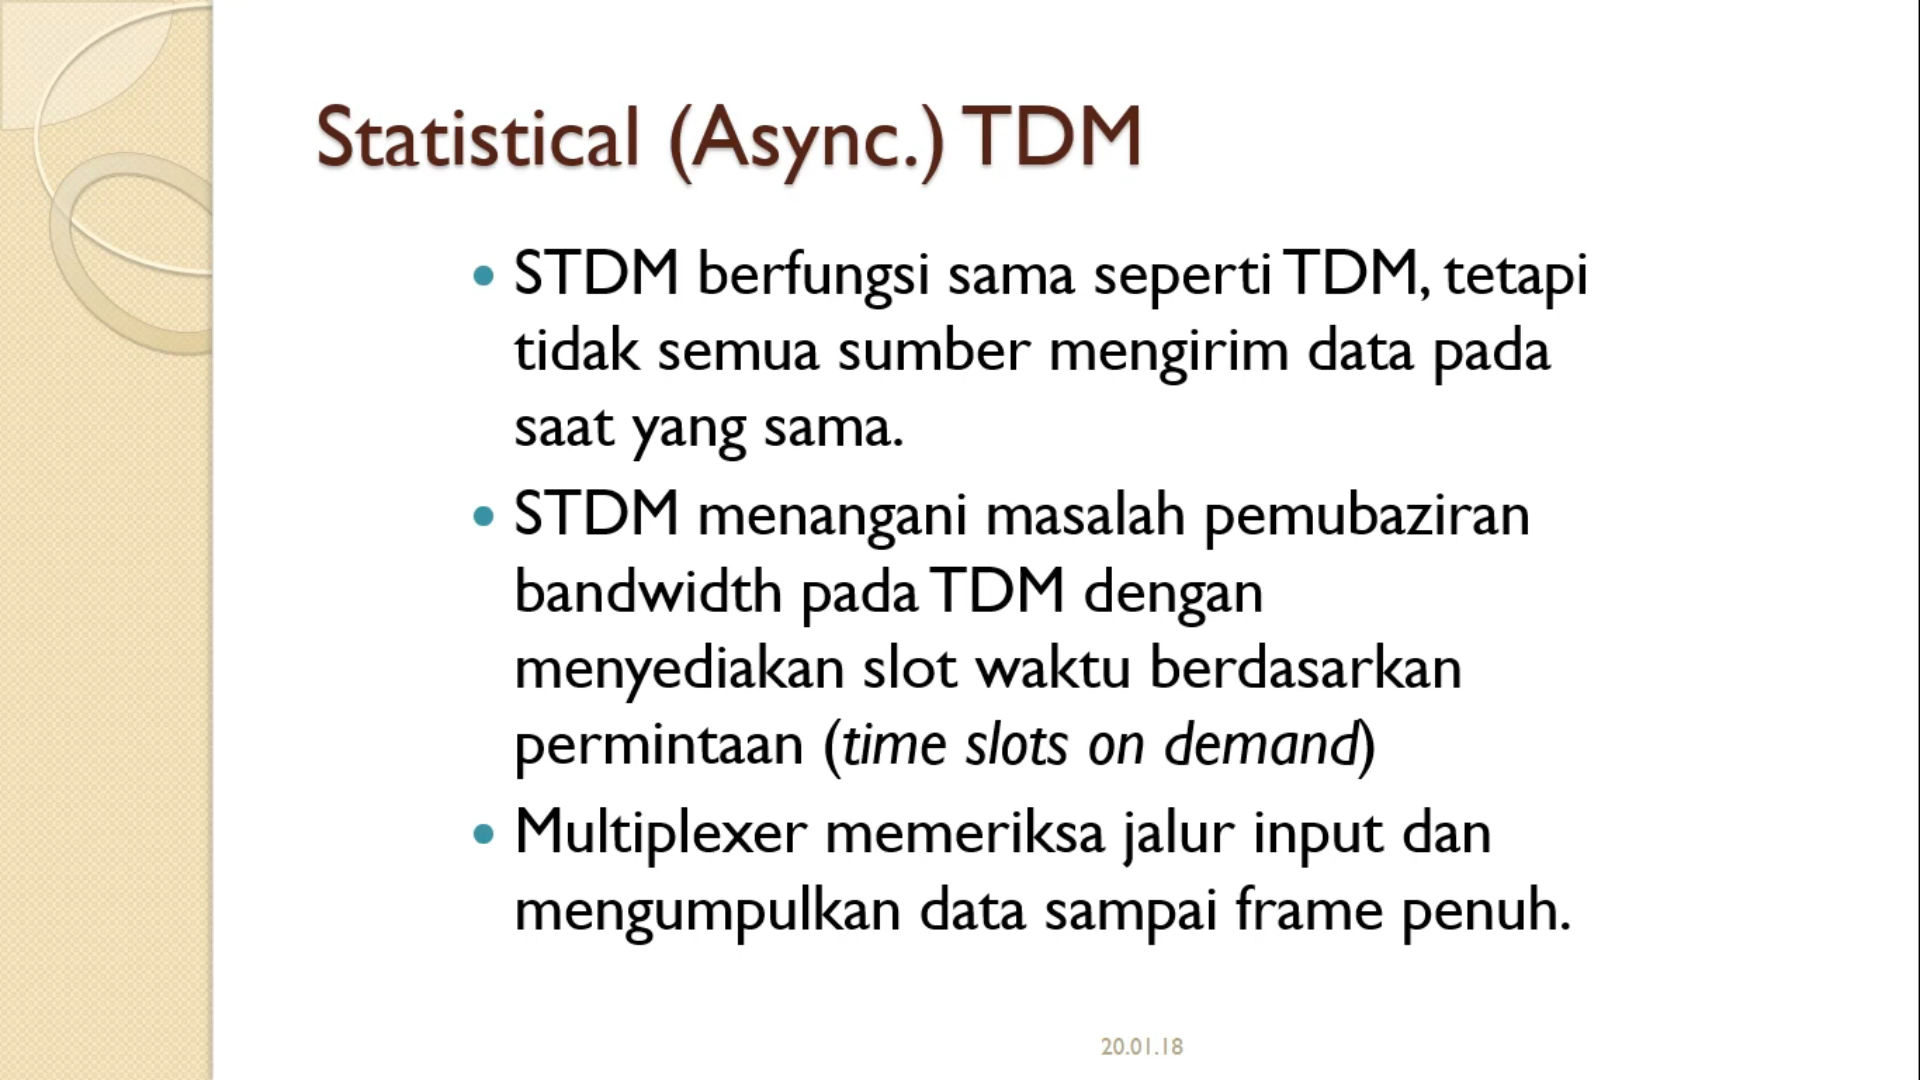 Statistical (Async.) TDM
• STDM berfungsi sama seperti TDM, tetapi
tidak semua sumber mengirim data pada
saat yang sama.
• STDM menangani masalah pemubaziran
bandwidth pada TDM dengan
menyediakan slot waktu berdasarkan
permintaan (time slots on demand)
• Multiplexer memeriksa jalur input dan
mengumpulkan data sampai frame penuh.
20.01.18